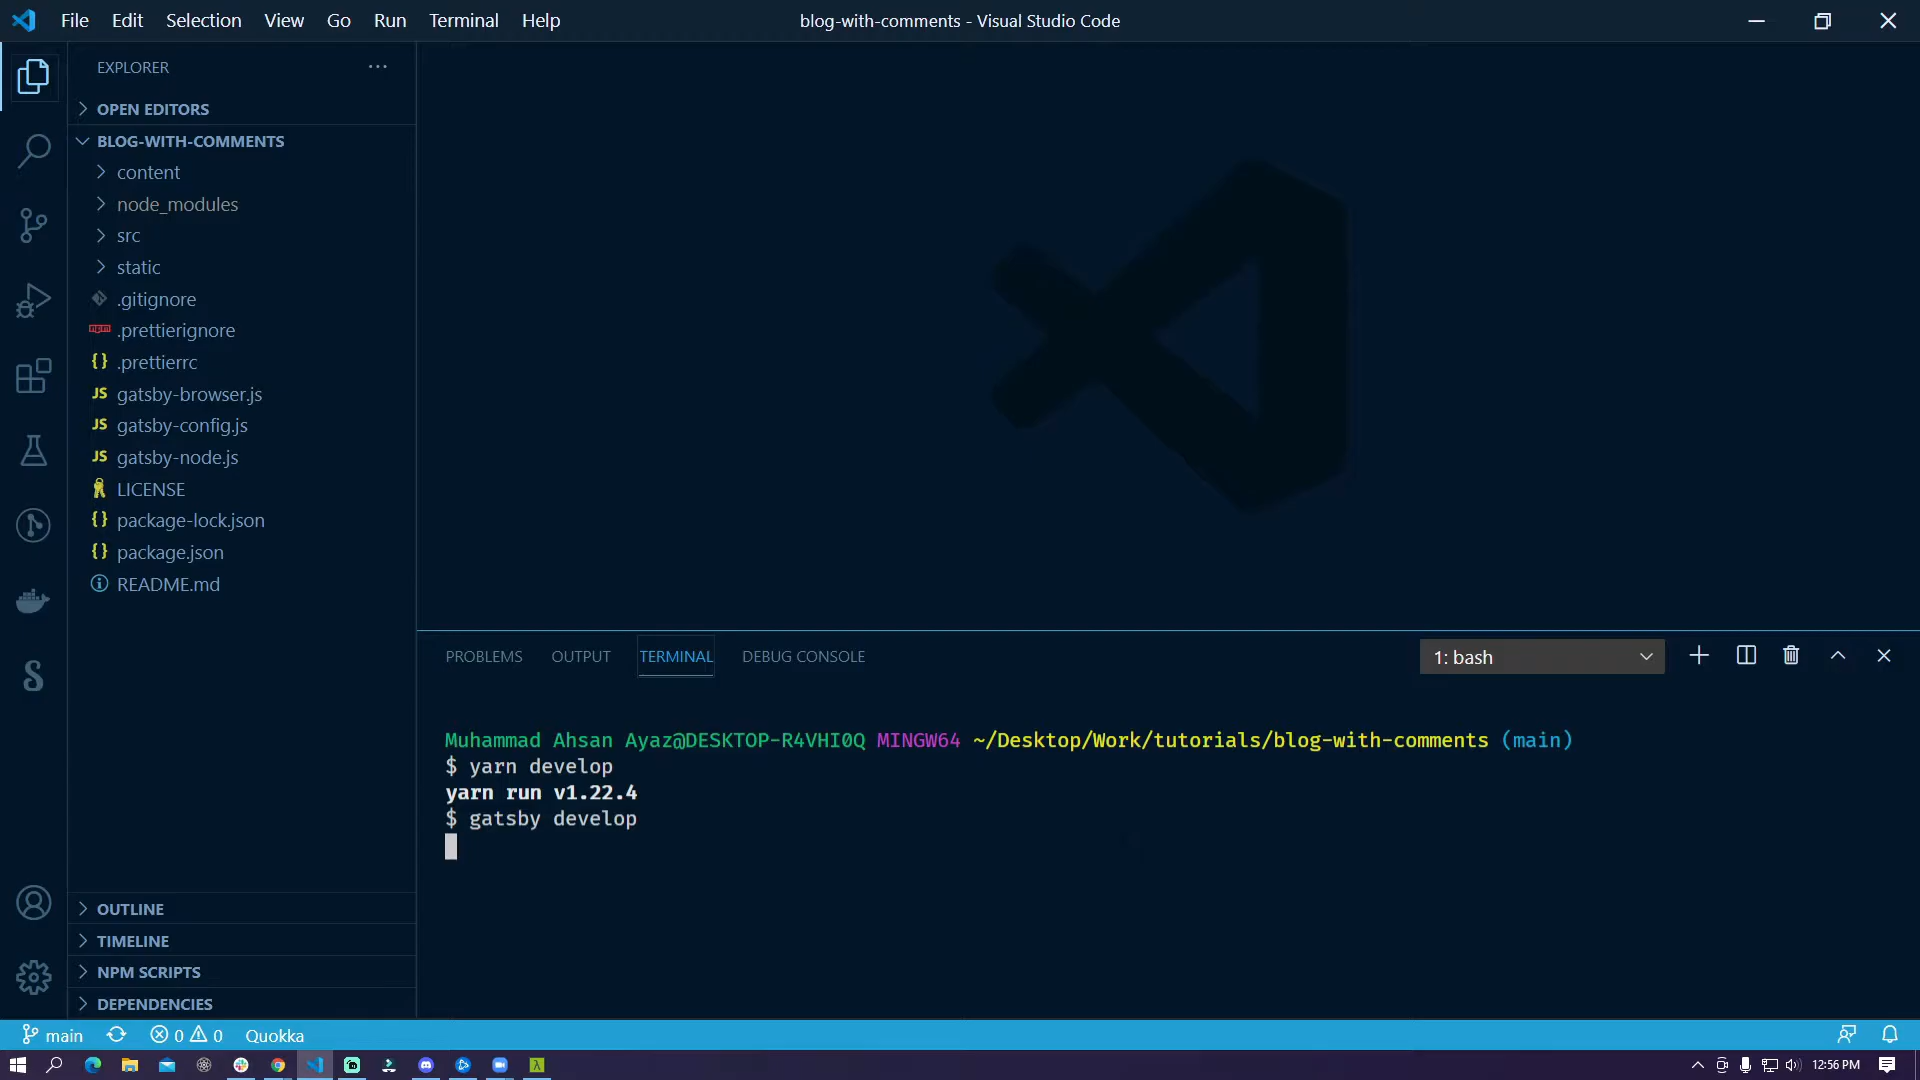 File Edit Selection View Go Run Terminal Help
blog-with-comments - Visual Studio Code
EXPLORER
OPEN EDITORS
BLOG-WITH-COMMENTS
content
node_modules
src
static
.gitignore
npm .prettierignore
{} .prettierrc
JS gatsby-browser.js
JS gatsby-config.js
JS gatsby-node.js
LICENSE
{} package-lock.json
{} package.json
README.md
OUTLINE
TIMELINE
NPM SCRIPTS
DEPENDENCIES
PROBLEMS OUTPUT TERMINAL DEBUG CONSOLE
1: bash
Muhammad Ahsan Ayaz@DESKTOP-R4VHI0Q MINGW64 ~/Desktop/Work/tutorials/blog-with-comments (main)
$ yarn develop
yarn run v1.22.4
$ gatsby develop
main 0 0 Quokka
12:56 PM